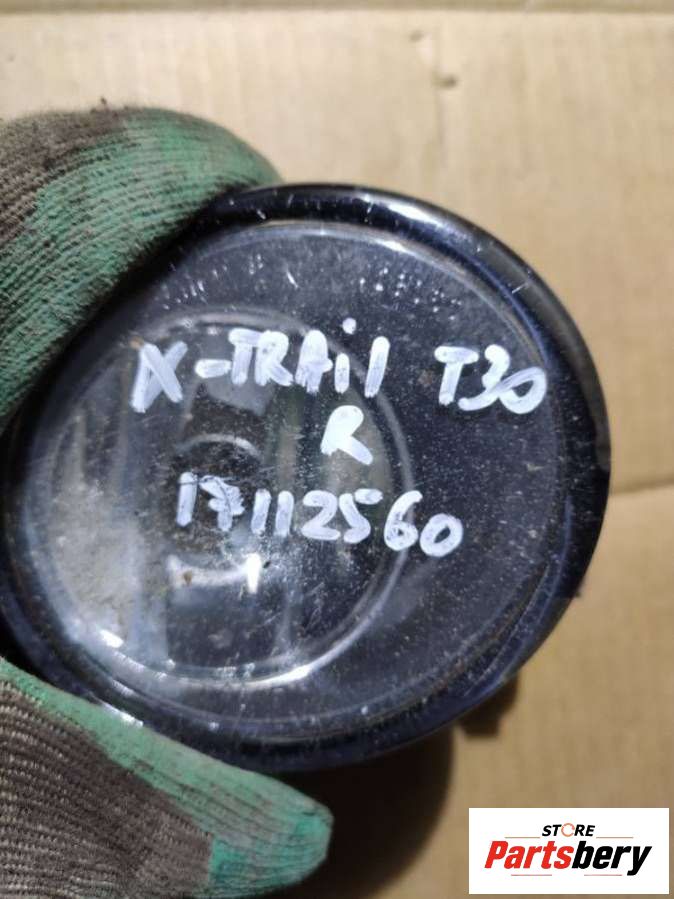 X-TRAil T30
R
17112560
STORE
Partsbery